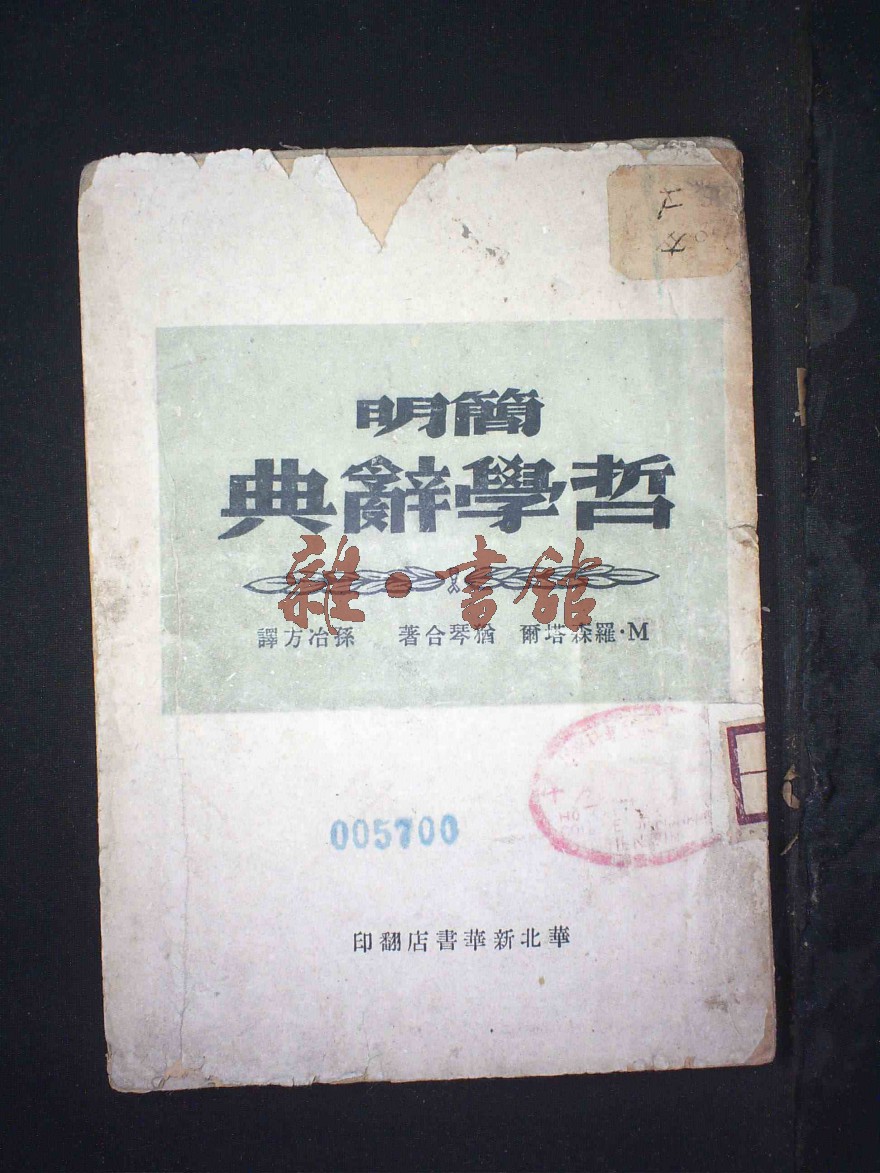 簡明
哲學辭典
雜·書館
M·羅森塔爾 猶琴合著 孫冶方譯
005700
華北新華書店翻印